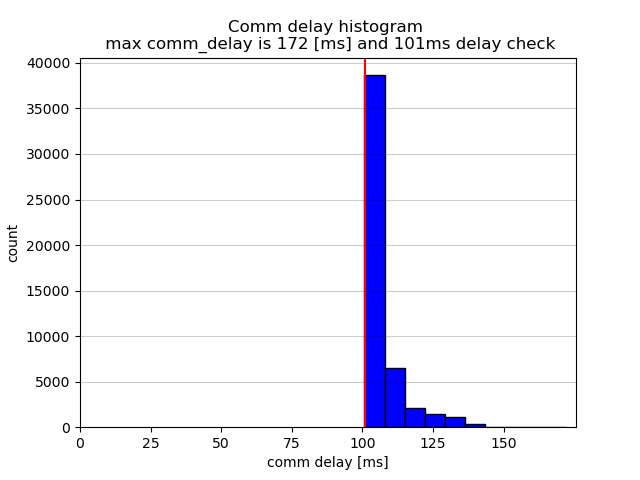 Comm delay histogram
max comm_delay is 172 [ms] and 101ms delay check
40000
35000
30000
25000
20000
15000
10000
5000
0
count
0 25 50 75 100 125 150
comm delay [ms]